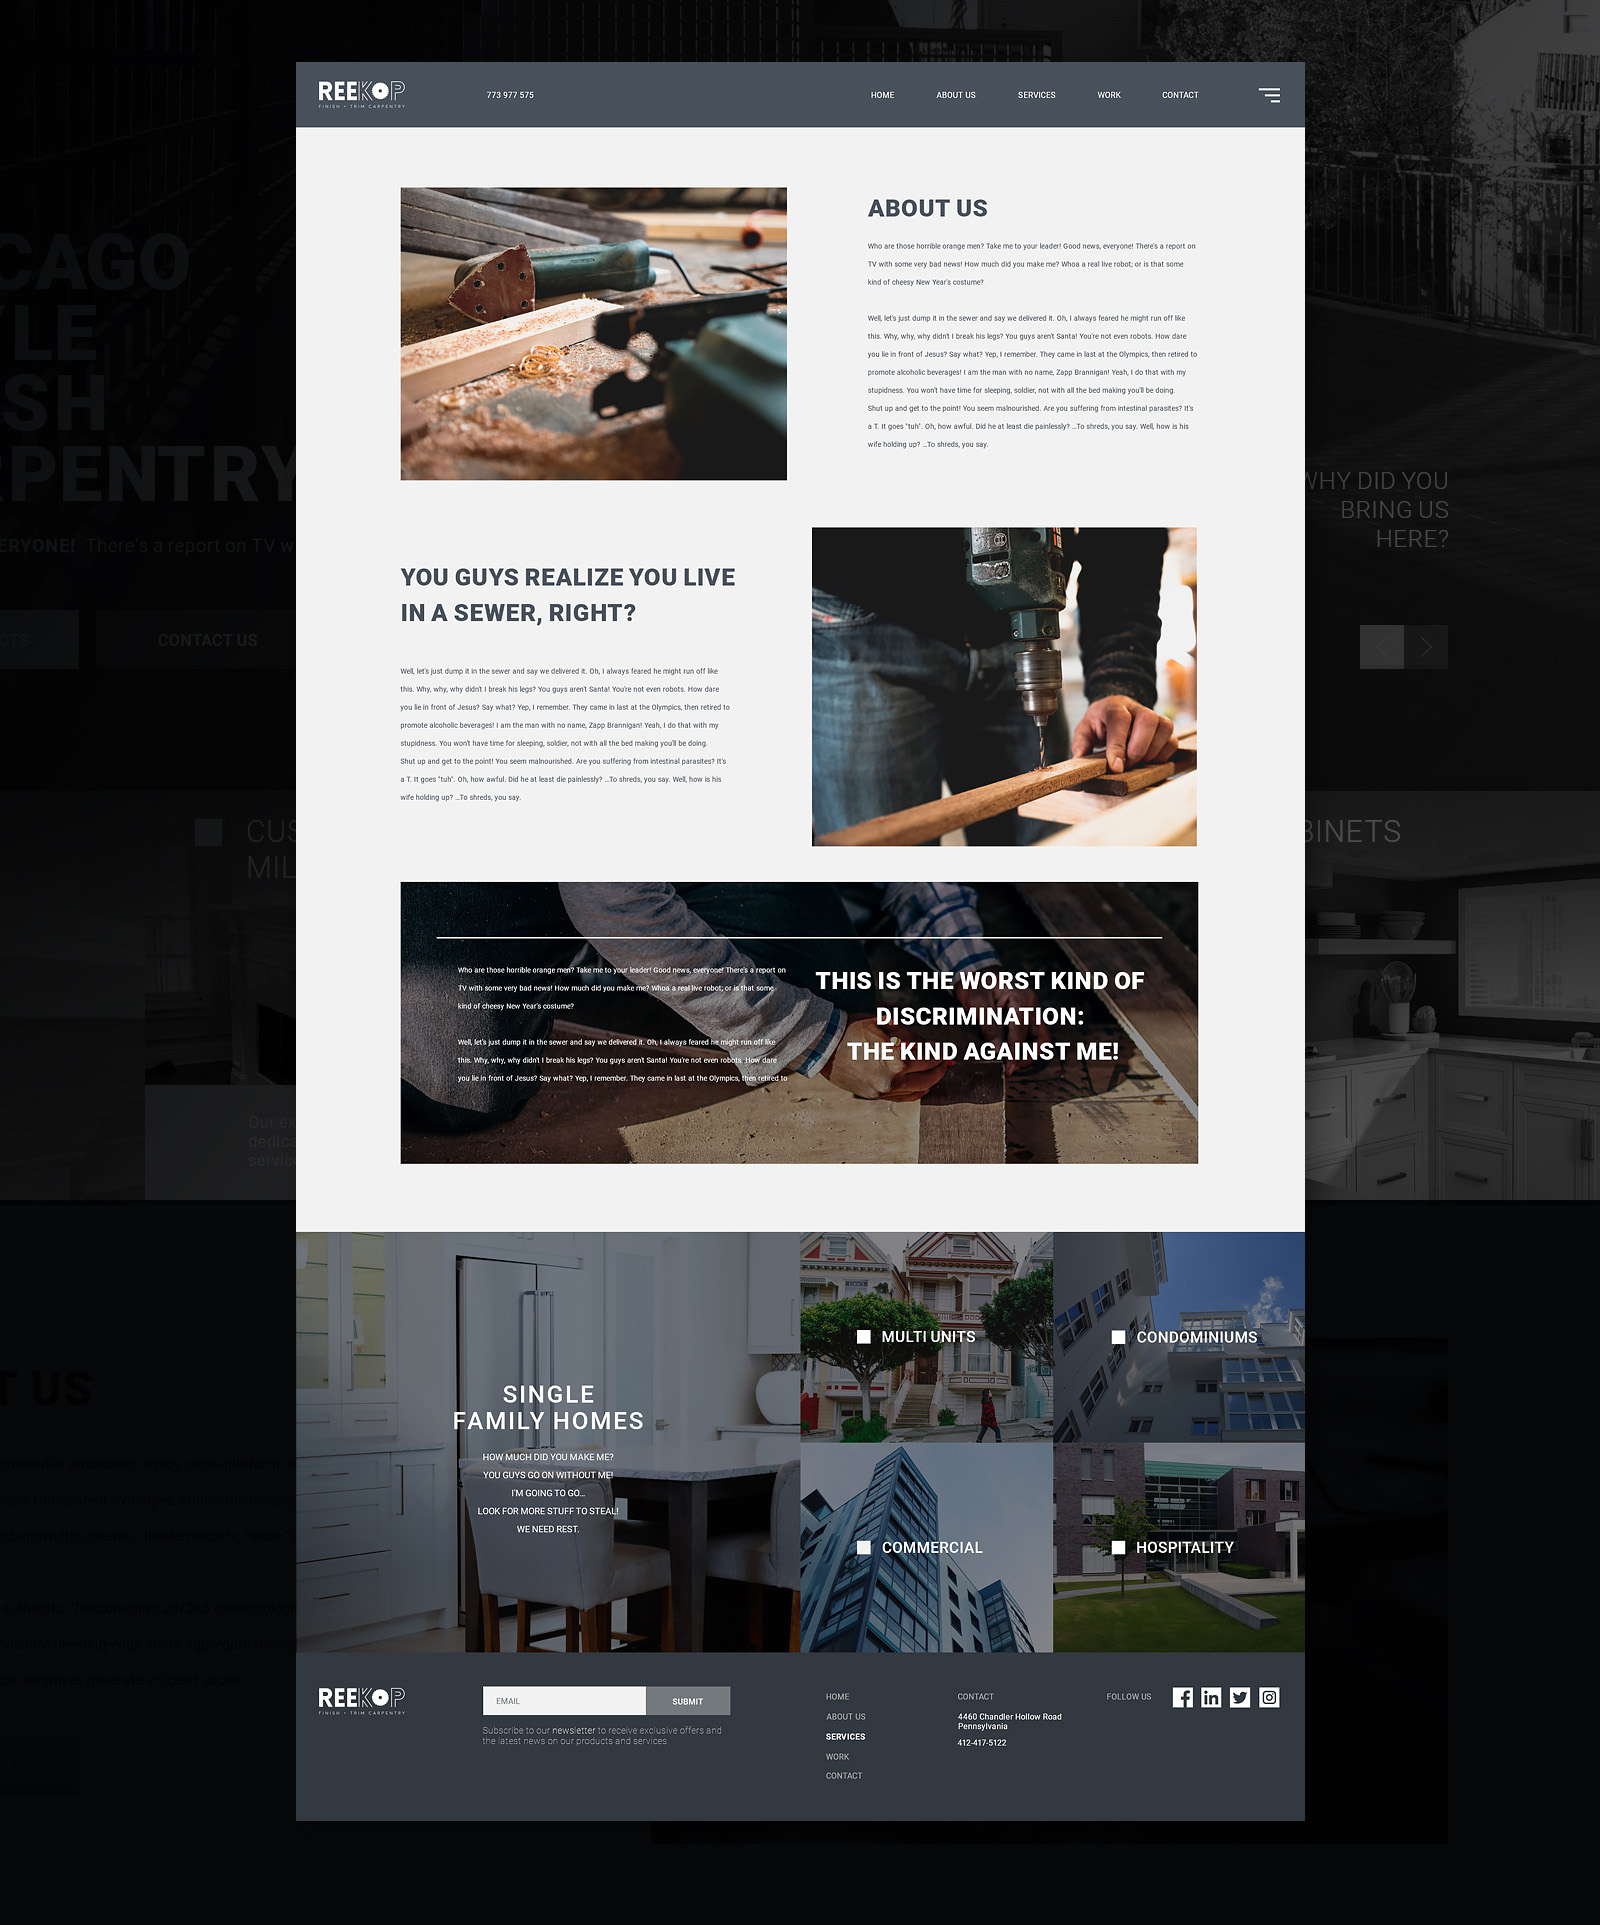 REEKOP
FINISH + TRIM CARPENTRY
773 977 575
HOME
ABOUT US
SERVICES
WORK
CONTACT
ABOUT US
Who are those horrible orange men? Take me to your leader! Good news, everyone! There's a report on
TV with some very bad news! How much did you make me? Whoa a real live robot; or is that some
kind of cheesy New Year's costume?
Well, let's just dump it in the sewer and say we delivered it. Oh, I always feared he might run off like
this. Why, why, why didn't I break his legs? You guys aren't Santa! You're not even robots. How dare
you lie in front of Jesus? Say what? Yep, I remember. They came in last at the Olympics, then retired to
promote alcoholic beverages! I am the man with no name, Zapp Brannigan! Yeah, I do that with my
stupidness. You won't have time for sleeping, soldier, not with all the bed making you'll be doing.
Shut up and get to the point! You seem malnourished. Are you suffering from intestinal parasites? It's
a T. It goes "tuh". Oh, how awful. Did he at least die painlessly? …To shreds, you say. Well, how is his
wife holding up? …To shreds, you say.
YOU GUYS REALIZE YOU LIVE
IN A SEWER, RIGHT?
Well, let's just dump it in the sewer and say we delivered it. Oh, I always feared he might run off like
this. Why, why, why didn't I break his legs? You guys aren't Santa! You're not even robots. How dare
you lie in front of Jesus? Say what? Yep, I remember. They came in last at the Olympics, then retired to
promote alcoholic beverages! I am the man with no name, Zapp Brannigan! Yeah, I do that with my
stupidness. You won't have time for sleeping, soldier, not with all the bed making you'll be doing.
Shut up and get to the point! You seem malnourished. Are you suffering from intestinal parasites? It's
a T. It goes "tuh". Oh, how awful. Did he at least die painlessly? …To shreds, you say. Well, how is his
wife holding up? …To shreds, you say.
Who are those horrible orange men? Take me to your leader! Good news, everyone! There's a report on
TV with some very bad news! How much did you make me? Whoa a real live robot; or is that some
kind of cheesy New Year's costume?
Well, let's just dump it in the sewer and say we delivered it. Oh, I always feared he might run off like
this. Why, why, why didn't I break his legs? You guys aren't Santa! You're not even robots. How dare
you lie in front of Jesus? Say what? Yep, I remember. They came in last at the Olympics, then retired to
THIS IS THE WORST KIND OF
DISCRIMINATION:
THE KIND AGAINST ME!
SINGLE
FAMILY HOMES
HOW MUCH DID YOU MAKE ME?
YOU GUYS GO ON WITHOUT ME!
I'M GOING TO GO…
LOOK FOR MORE STUFF TO STEAL!
WE NEED REST.
MULTI UNITS
CONDOMINIUMS
COMMERCIAL
HOSPITALITY
REEKOP
FINISH + TRIM CARPENTRY
EMAIL
SUBMIT
Subscribe to our newsletter to receive exclusive offers and
the latest news on our products and services
HOME
ABOUT US
SERVICES
WORK
CONTACT
CONTACT
4460 Chandler Hollow Road
Pennsylvania
412-417-5122
FOLLOW US
CAGO
YLE
SH
RPENTRY
ERYONE! There's a report on TV w
CTS
CONTACT US
WHY DID YOU
BRING US
HERE?
CUS
MIL
BINETS
Our ex
dedica
servic
T US